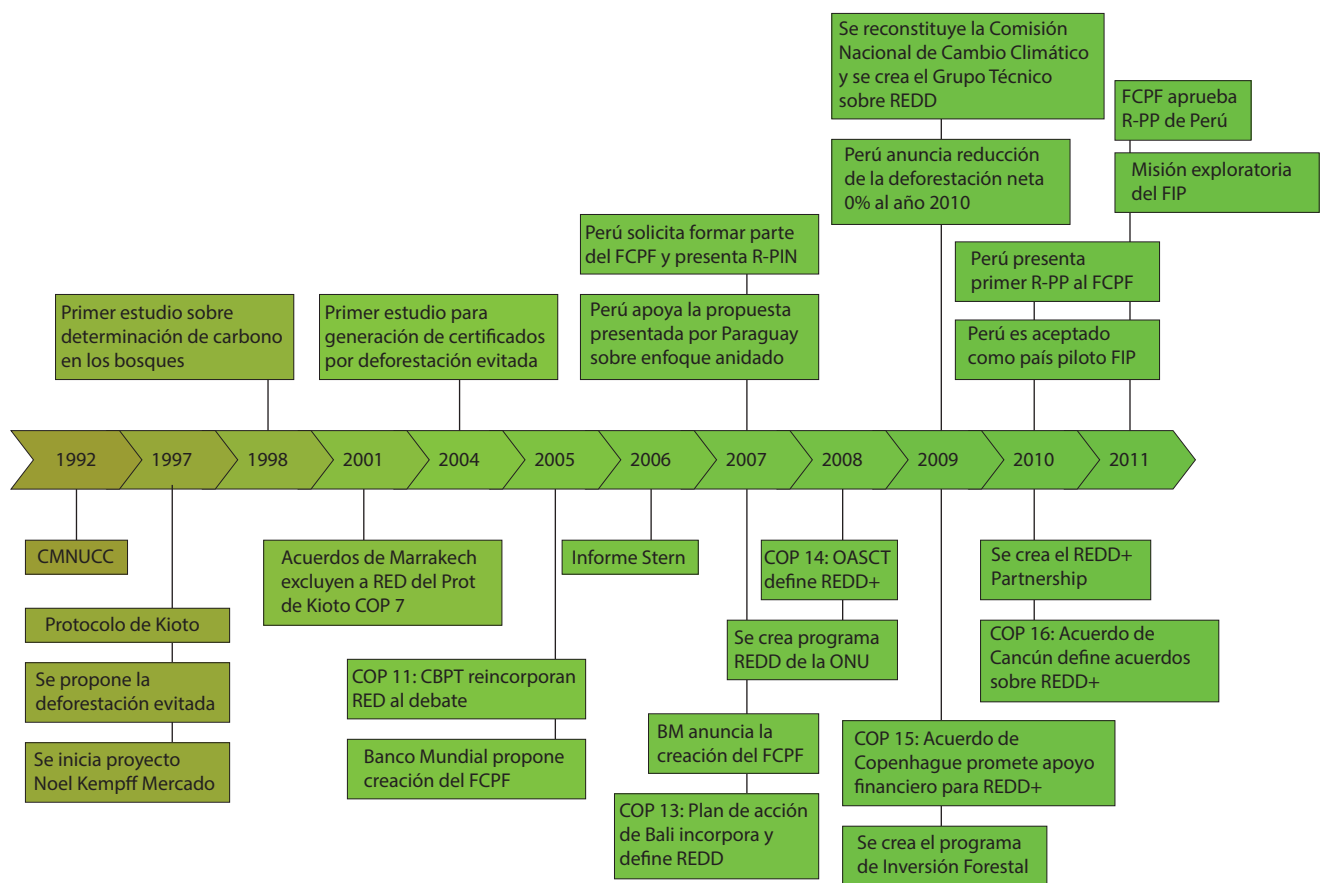 Se reconstituye la Comisión
Nacional de Cambio Climático
y se crea el Grupo Técnico
sobre REDD
FCPF aprueba
R-PP de Perú
Perú anuncia reducción
de la deforestación neta
0% al año 2010
Misión exploratoria
del FIP
Perú solicita formar parte
del FCPF y presenta R-PIN
Perú presenta
primer R-PP al FCPF
Primer estudio sobre
determinación de carbono
en los bosques
Primer estudio para
generación de certificados
por deforestación evitada
Perú apoya la propuesta
presentada por Paraguay
sobre enfoque anidado
Perú es aceptado
como país piloto FIP
1992 1997 1998 2001 2004 2005 2006 2007 2008 2009 2010 2011
CMNUCC
Acuerdos de Marrakech
excluyen a RED del Prot
de Kioto COP 7
Informe Stern
COP 14: OASCT
define REDD+
Se crea el REDD+
Partnership
Protocolo de Kioto
Se crea programa
REDD de la ONU
COP 16: Acuerdo de
Cancún define acuerdos
sobre REDD+
Se propone la
deforestación evitada
COP 11: CBPT reincorporan
RED al debate
BM anuncia la
creación del FCPF
COP 15: Acuerdo de
Copenhague promete apoyo
financiero para REDD+
Se inicia proyecto
Noel Kempff Mercado
Banco Mundial propone
creación del FCPF
COP 13: Plan de acción
de Bali incorpora y
define REDD
Se crea el programa
de Inversión Forestal